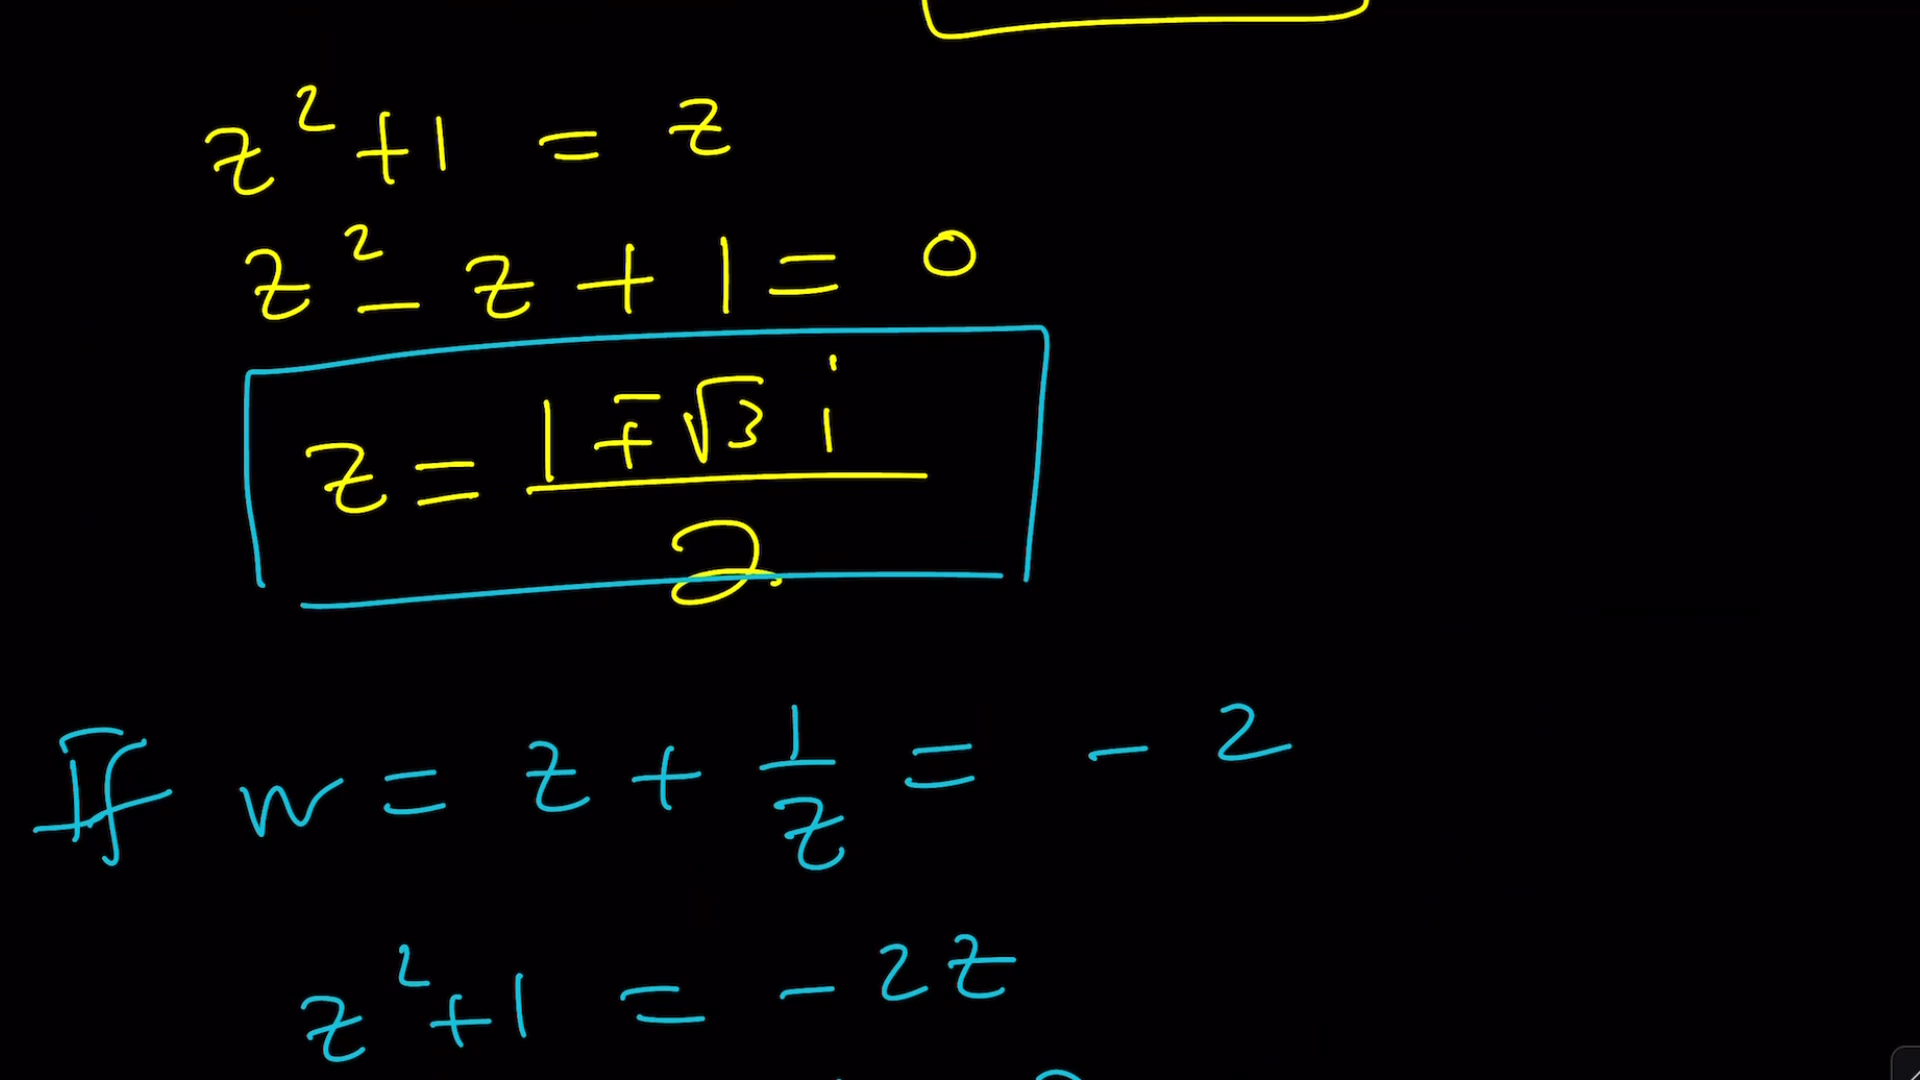 z² + 1 = z
z² - z + 1 = 0
z = (1 ∓ √3 i) / 2
If w = z + 1/z = - 2
z² + 1 = - 2z